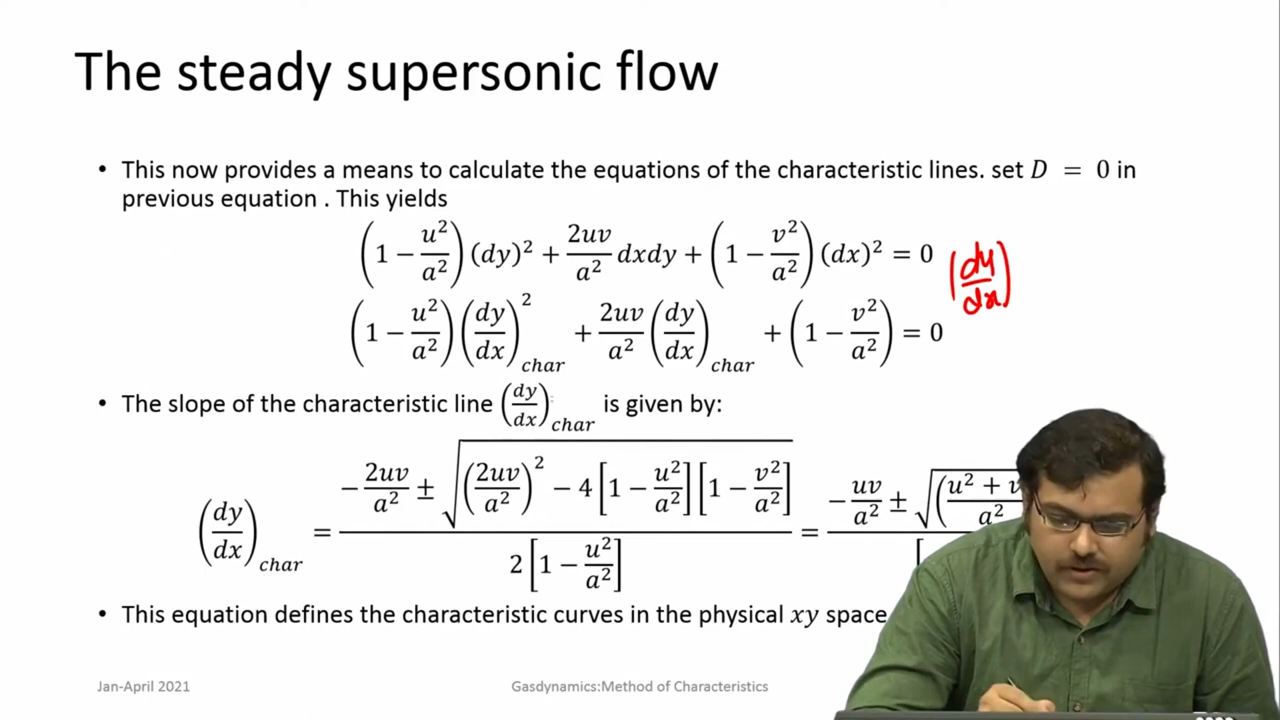 The steady supersonic flow
• This now provides a means to calculate the equations of the characteristic lines. set D = 0 in
previous equation . This yields
(1 − u²/a²)(dy)² + 2uv/a² dxdy + (1 − v²/a²)(dx)² = 0
(dy/dx)
(1 − u²/a²)(dy/dx)²_char + 2uv/a² (dy/dx)_char + (1 − v²/a²) = 0
• The slope of the characteristic line (dy/dx)_char is given by:
(dy/dx)_char = (−2uv/a² ± √((2uv/a²)² − 4[1 − u²/a²][1 − v²/a²])) / 2[1 − u²/a²] = −uv/a² ± √(u² + v / a²
• This equation defines the characteristic curves in the physical xy space
Jan-April 2021
Gasdynamics:Method of Characteristics